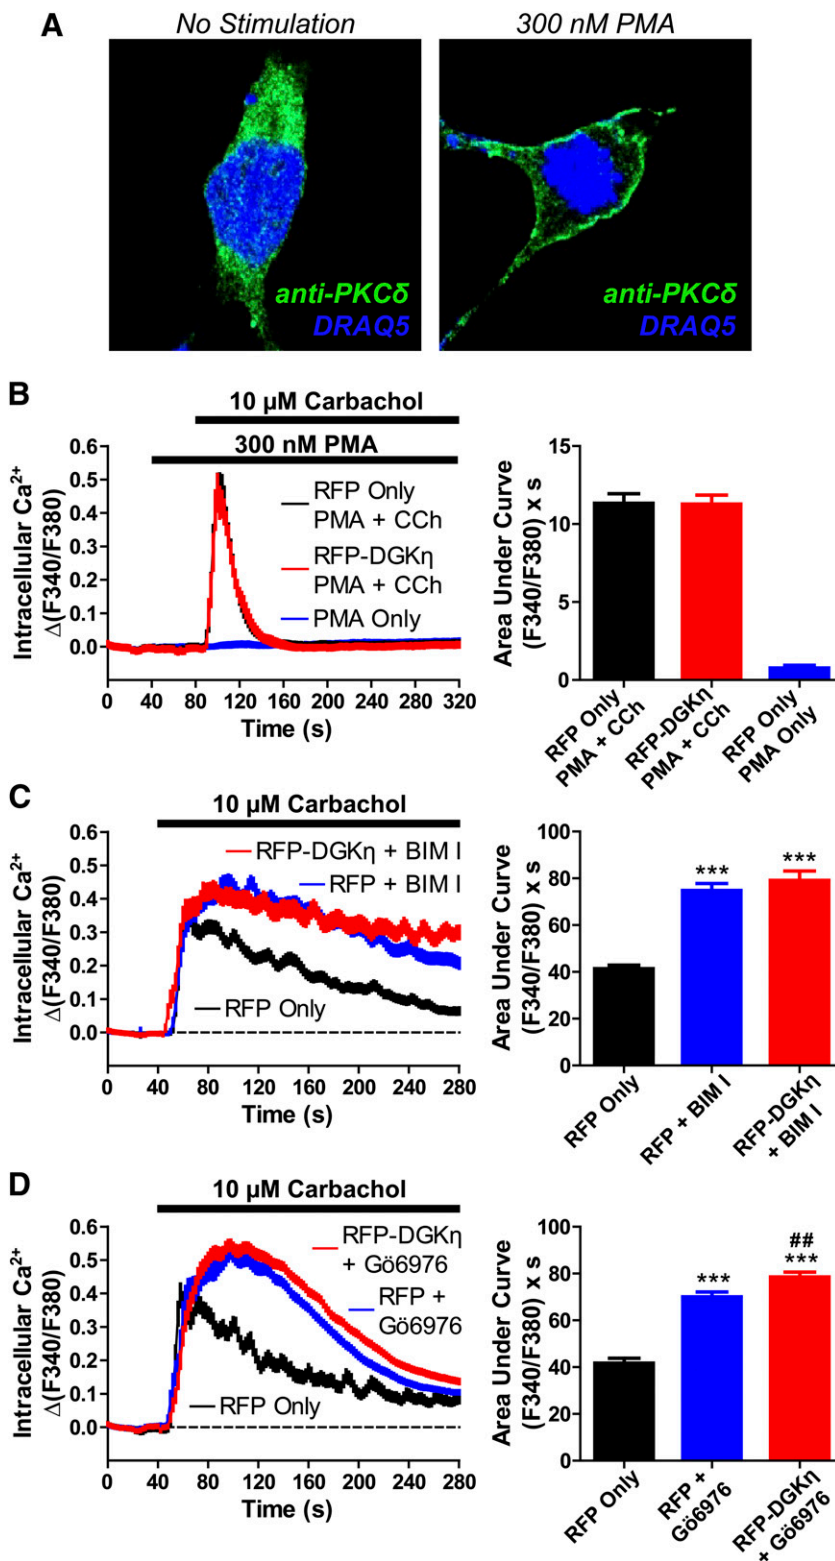 A
No Stimulation
300 nM PMA
anti-PKCδ
DRAQ5
anti-PKCδ
DRAQ5
B
10 µM Carbachol
300 nM PMA
Intracellular Ca²⁺
Δ(F340/F380)
0.6
0.5
0.4
0.3
0.2
0.1
0.0
-0.1
RFP Only
PMA + CCh
RFP-DGKη
PMA + CCh
PMA Only
0 40 80 120 160 200 240 280 320
Time (s)
Area Under Curve
(F340/F380) x s
15
10
5
0
RFP Only
PMA + CCh
RFP-DGKη
PMA + CCh
RFP Only
PMA Only
C
10 µM Carbachol
Intracellular Ca²⁺
Δ(F340/F380)
0.6
0.5
0.4
0.3
0.2
0.1
0.0
-0.1
RFP-DGKη + BIM I
RFP + BIM I
RFP Only
0 40 80 120 160 200 240 280
Time (s)
Area Under Curve
(F340/F380) x s
100
80
60
40
20
0
***
***
RFP Only
RFP + BIM I
RFP-DGKη
+ BIM I
D
10 µM Carbachol
Intracellular Ca²⁺
Δ(F340/F380)
0.6
0.5
0.4
0.3
0.2
0.1
0.0
-0.1
RFP-DGKη
+ Gö6976
RFP +
Gö6976
RFP Only
0 40 80 120 160 200 240 280
Time (s)
Area Under Curve
(F340/F380) x s
100
80
60
40
20
0
***
##
***
RFP Only
RFP +
Gö6976
RFP-DGKη
+ Gö6976